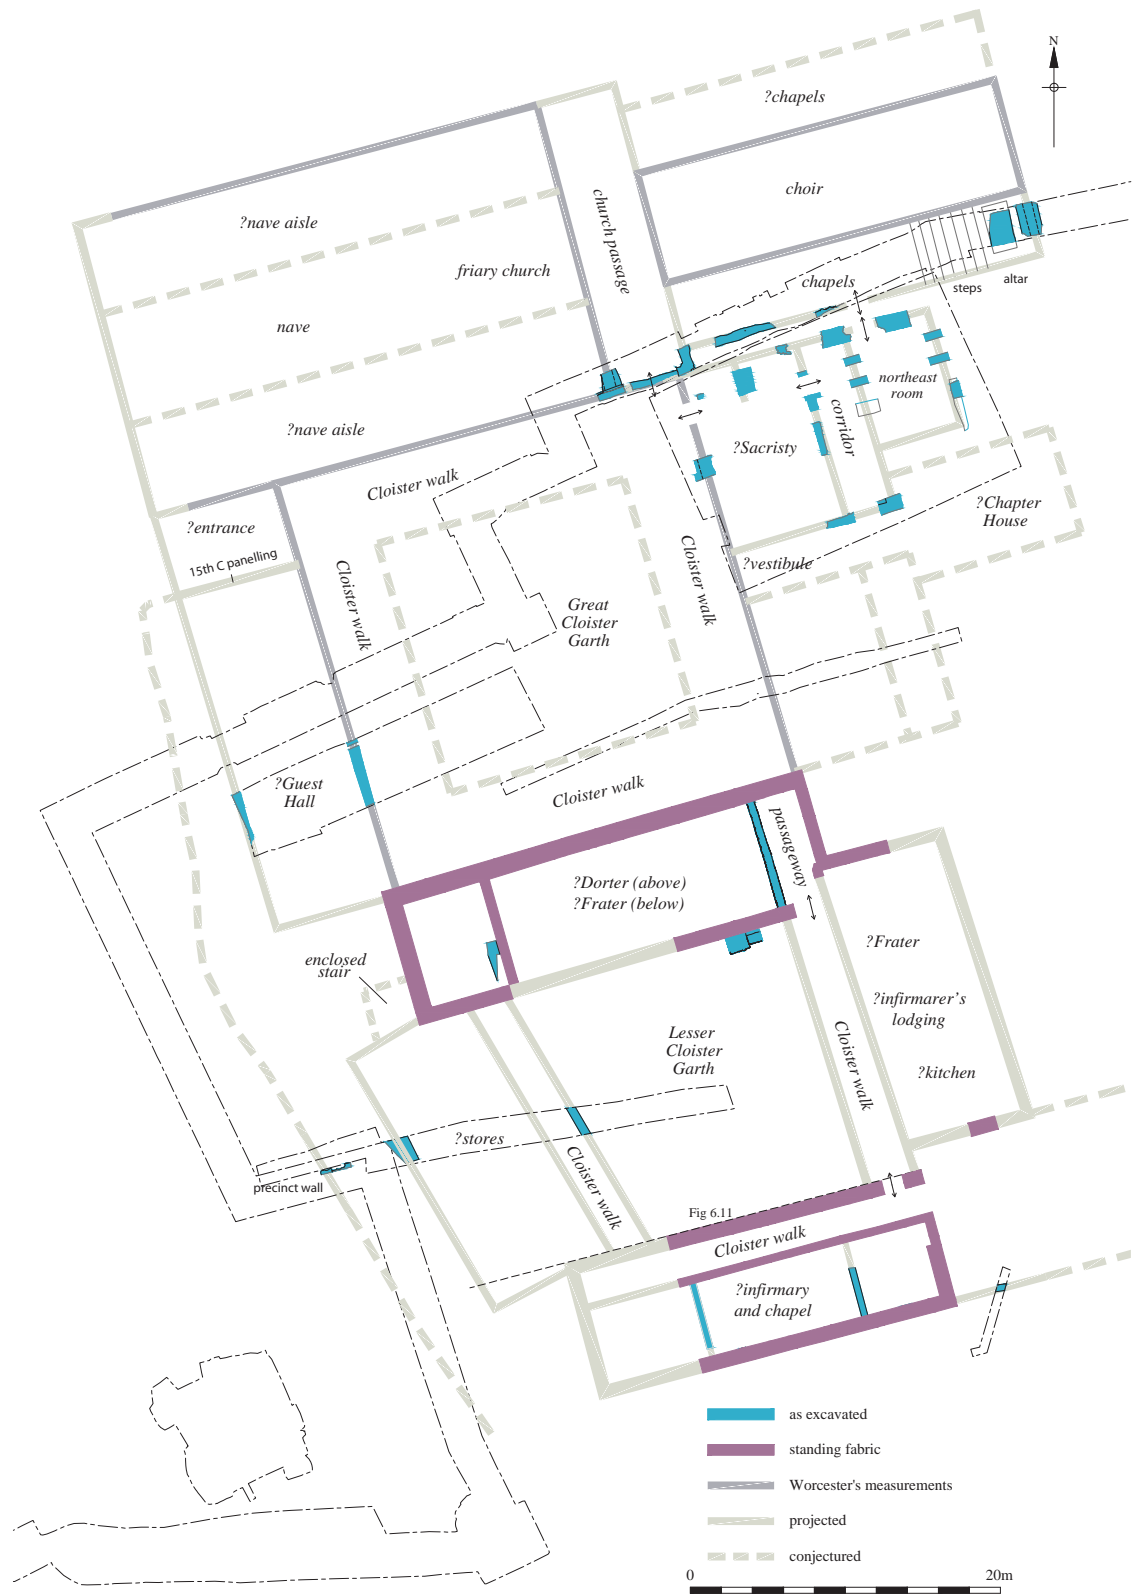 N
?chapels
choir
church passage
?nave aisle
friary church
chapels
steps
altar
nave
northeast
room
corridor
?nave aisle
?Sacristy
Cloister walk
?Chapter
House
?entrance
15th C panelling
Cloister walk
Cloister walk
?vestibule
Great
Cloister
Garth
?Guest
Hall
Cloister walk
passageway
?Dorter (above)
?Frater (below)
?Frater
enclosed
stair
?infirmarer's
lodging
Lesser
Cloister
Garth
Cloister walk
?kitchen
?stores
precinct wall
Cloister walk
Fig 6.11
Cloister walk
?infirmary
and chapel
as excavated
standing fabric
Worcester's measurements
projected
conjectured
0 20m